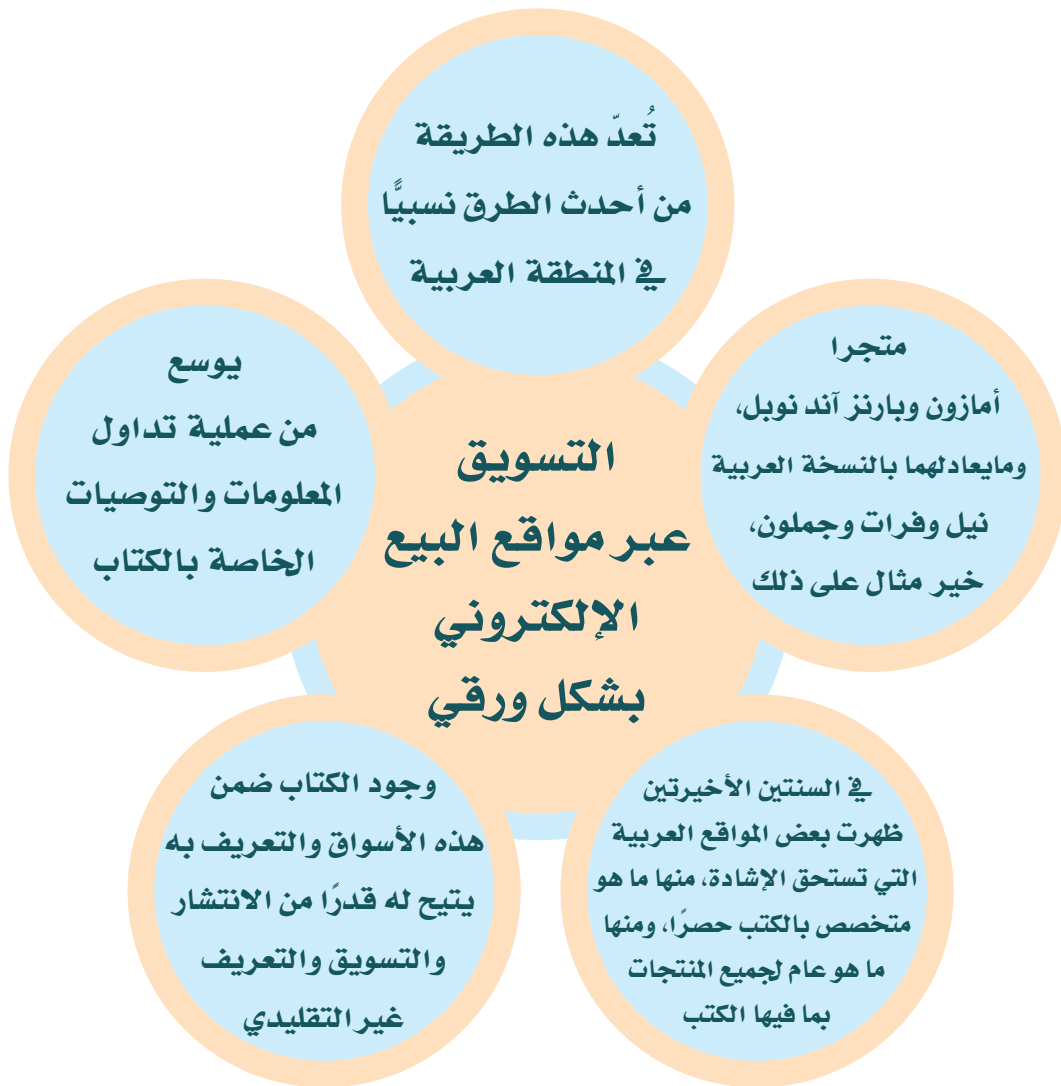 تُعدّ هذه الطريقة
من أحدث الطرق نسبيًّا
في المنطقة العربية
متجرا
أمازون وبارنز آند نوبل،
ومايعادلهما بالنسخة العربية
نيل وفرات وجملون،
خير مثال على ذلك
يوسع
من عملية تداول
المعلومات والتوصيات
الخاصة بالكتاب
التسويق
عبر مواقع البيع
الإلكتروني
بشكل ورقي
في السنتين الأخيرتين
ظهرت بعض المواقع العربية
التي تستحق الإشادة، منها ما هو
متخصص بالكتب حصرًا، ومنها
ما هو عام لجميع المنتجات
بما فيها الكتب
وجود الكتاب ضمن
هذه الأسواق والتعريف به
يتيح له قدرًا من الانتشار
والتسويق والتعريف
غير التقليدي